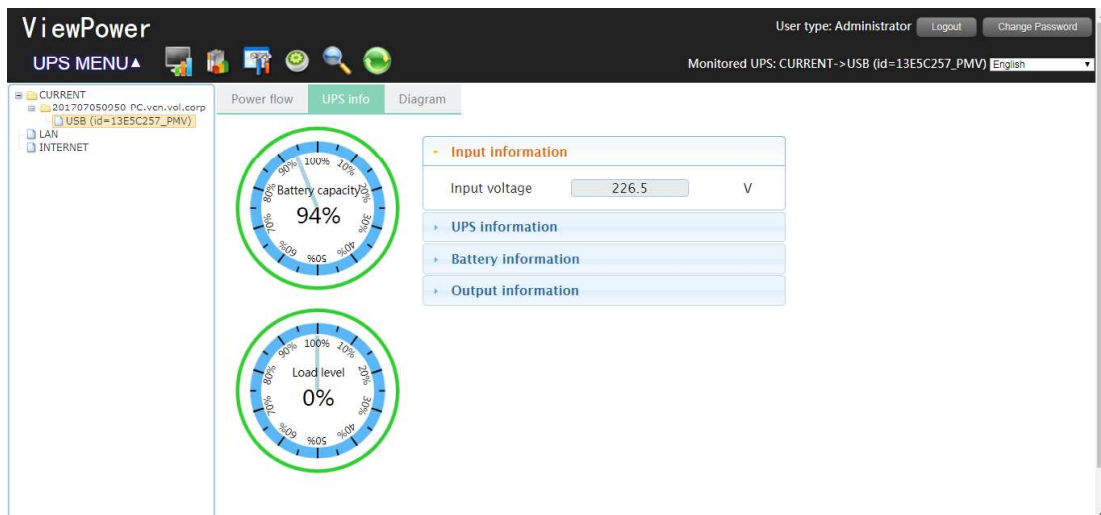 ViewPower
User type: Administrator Logout Change Password
UPS MENU▲
Monitored UPS: CURRENT->USB (id=13E5C257_PMV) English
CURRENT
201707050950 PC.vcn.vol.corp
USB (id=13E5C257_PMV)
LAN
INTERNET
Power flow UPS info Diagram
100% 10% 20% 30% 40% 50% 60% 70% 80% 90%
Battery capacity
94%
Input information
Input voltage 226.5 V
UPS information
Battery information
Output information
100% 10% 20% 30% 40% 50% 60% 70% 80% 90%
Load level
0%